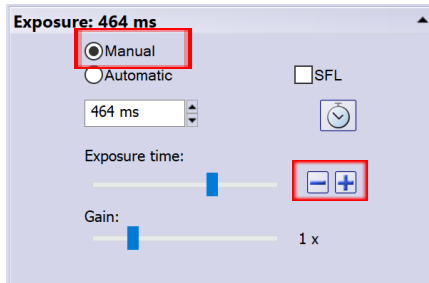 Exposure: 464 ms
Manual
Automatic
SFL
464 ms
Exposure time:
Gain:
1 x